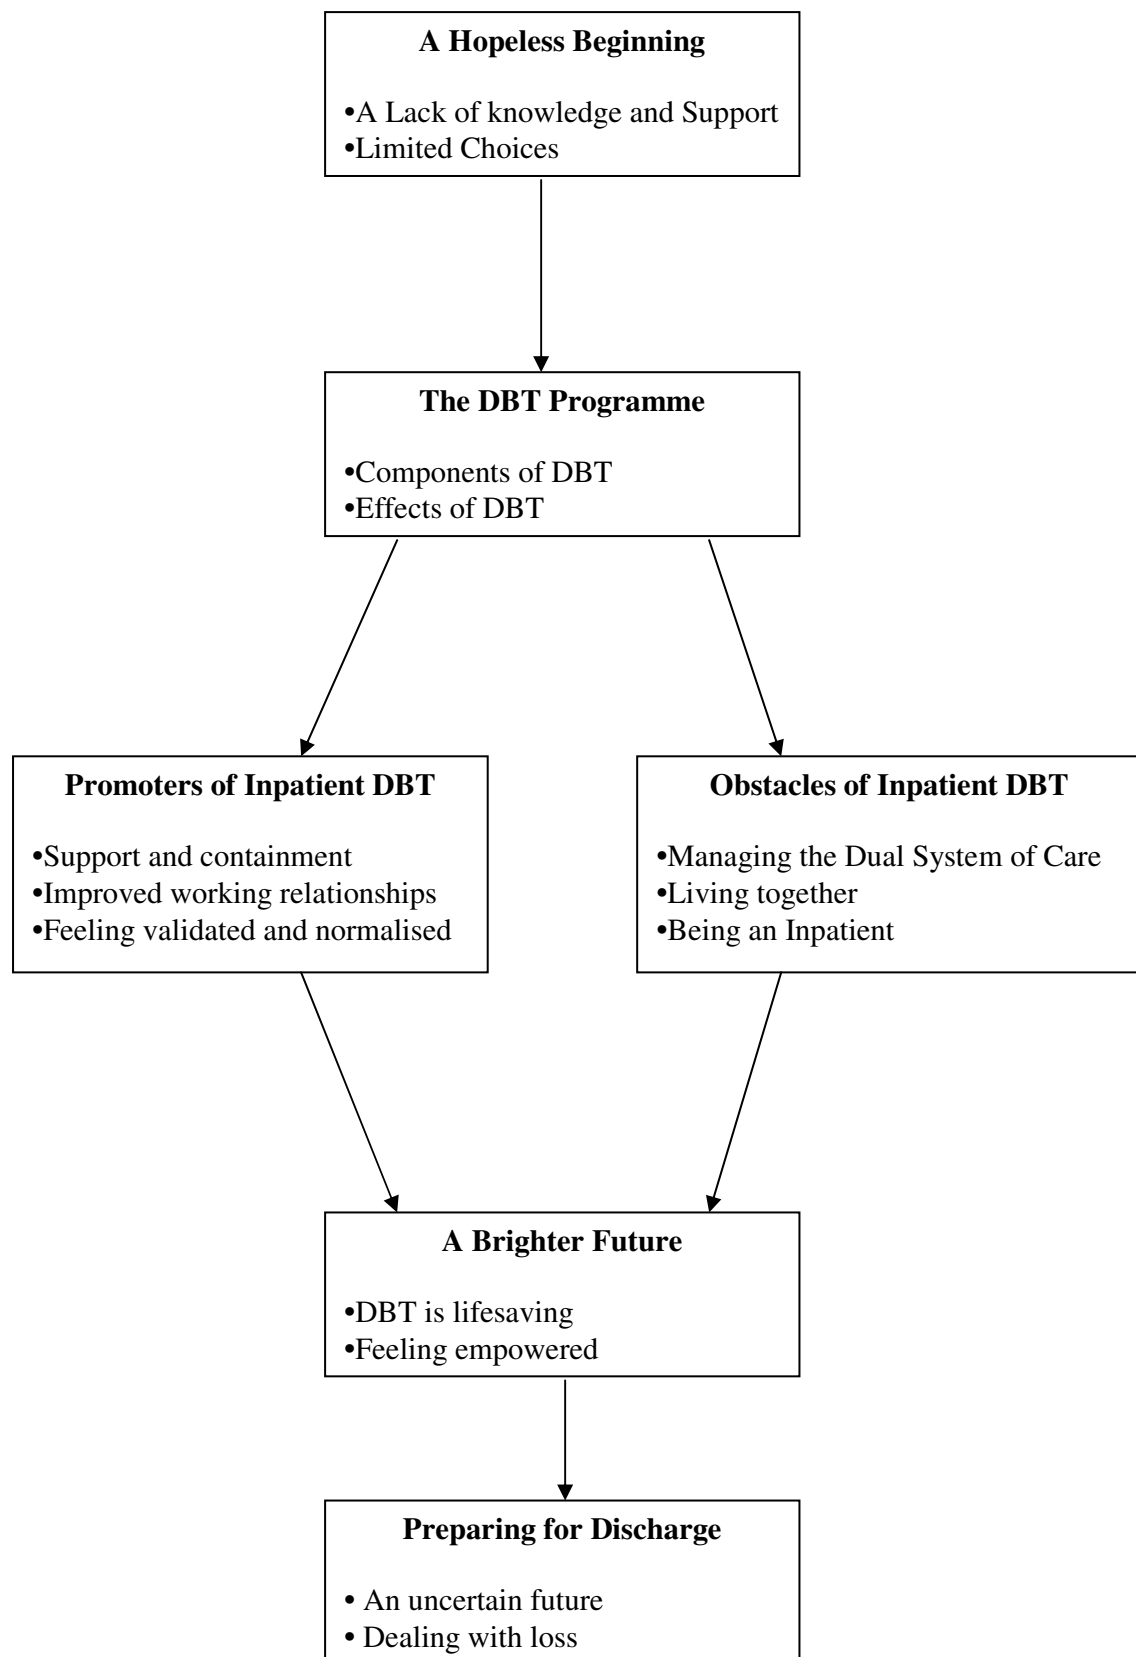 A Hopeless Beginning
•A Lack of knowledge and Support
•Limited Choices
The DBT Programme
•Components of DBT
•Effects of DBT
Promoters of Inpatient DBT
•Support and containment
•Improved working relationships
•Feeling validated and normalised
Obstacles of Inpatient DBT
•Managing the Dual System of Care
•Living together
•Being an Inpatient
A Brighter Future
•DBT is lifesaving
•Feeling empowered
Preparing for Discharge
• An uncertain future
• Dealing with loss